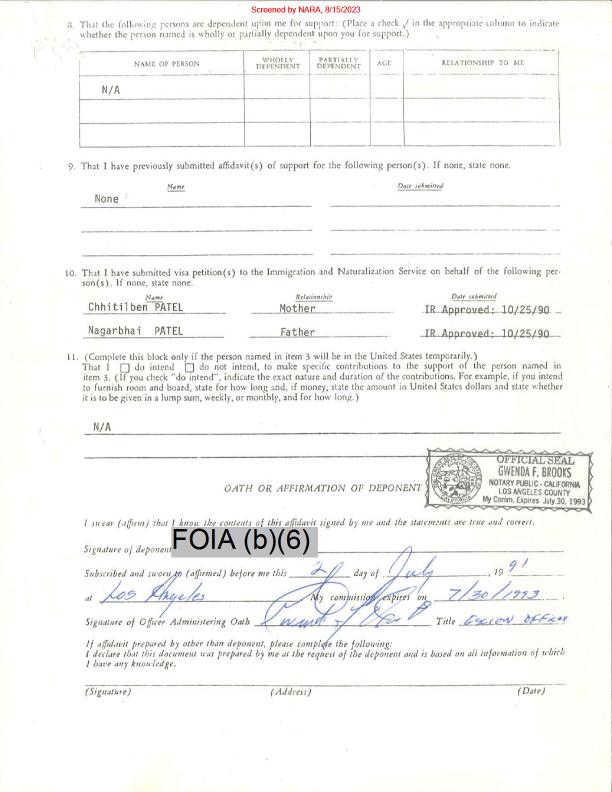 Screened by NARA, 8/15/2023
8. That the following persons are dependent upon me for support: (Place a check √ in the appropriate column to indicate
whether the person named is wholly or partially dependent upon you for support.)
NAME OF PERSON WHOLLY DEPENDENT PARTIALLY DEPENDENT AGE RELATIONSHIP TO ME
N/A
9. That I have previously submitted affidavit(s) of support for the following person(s). If none, state none.
Name Date submitted
None
10. That I have submitted visa petition(s) to the Immigration and Naturalization Service on behalf of the following per-
son(s). If none, state none.
Name Relationship Date submitted
Chhitilben PATEL Mother IR Approved: 10/25/90
Nagarbhai PATEL Father IR Approved: 10/25/90
11. (Complete this block only if the person named in item 3 will be in the United States temporarily.)
That I □ do intend □ do not intend, to make specific contributions to the support of the person named in
item 3. (If you check "do intend", indicate the exact nature and duration of the contributions. For example, if you intend
to furnish room and board, state for how long and, if money, state the amount in United States dollars and state whether
it is to be given in a lump sum, weekly, or monthly, and for how long.)
N/A
OFFICIAL SEAL
GWENDA F. BROOKS
NOTARY PUBLIC - CALIFORNIA
LOS ANGELES COUNTY
My Comm. Expires July 30, 1993
OATH OR AFFIRMATION OF DEPONENT
I swear (affirm) that I know the contents of this affidavit signed by me and the statements are true and correct.
Signature of deponent FOIA (b)(6)
Subscribed and sworn to (affirmed) before me this day of July, 19 91
at Los Angeles My commission expires on 7/30/1993.
Signature of Officer Administering Oath Title
If affidavit prepared by other than deponent, please complete the following:
I declare that this document was prepared by me at the request of the deponent and is based on all information of which
I have any knowledge.
(Signature) (Address) (Date)